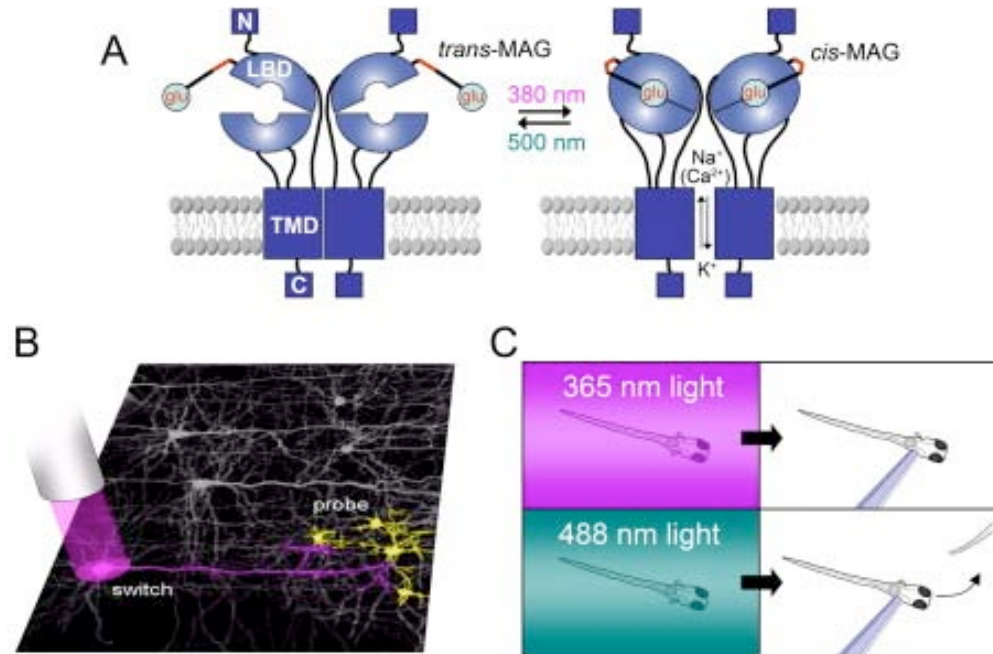 A
N
LBD
glu
trans-MAG
glu
380 nm
500 nm
glu
glu
cis-MAG
Na⁺
(Ca²⁺)
K⁺
TMD
C
B
probe
switch
C
365 nm light
488 nm light